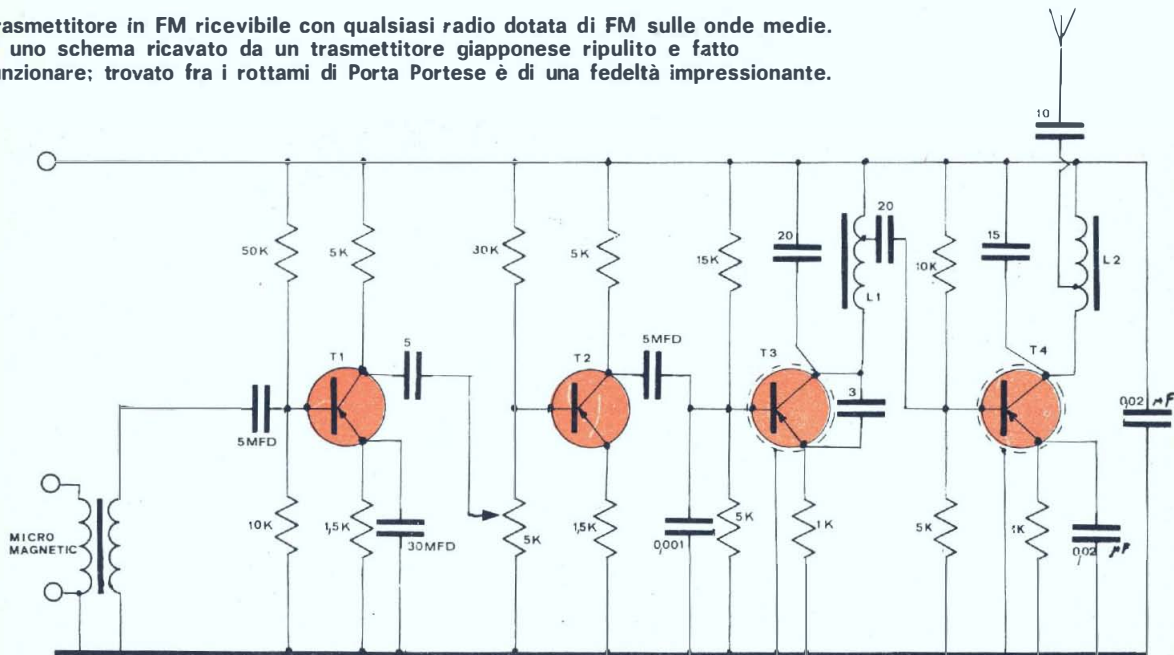 rasmettitore in FM ricevibile con qualsiasi radio dotata di FM sulle onde medie.
uno schema ricavato da un trasmettitore giapponese ripulito e fatto
unzionare; trovato fra i rottami di Porta Portese è di una fedeltà impressionante.
10
50K
5K
30K
5K
15K
20
20
L1
10K
15
L2
T1
5
T2
5MFD
T3
3
T4
5MFD
0,02 µF
MICRO
MAGNETIC
10K
1,5K
30MFD
5K
1,5K
0,001
5K
1K
5K
1K
0,02 µF